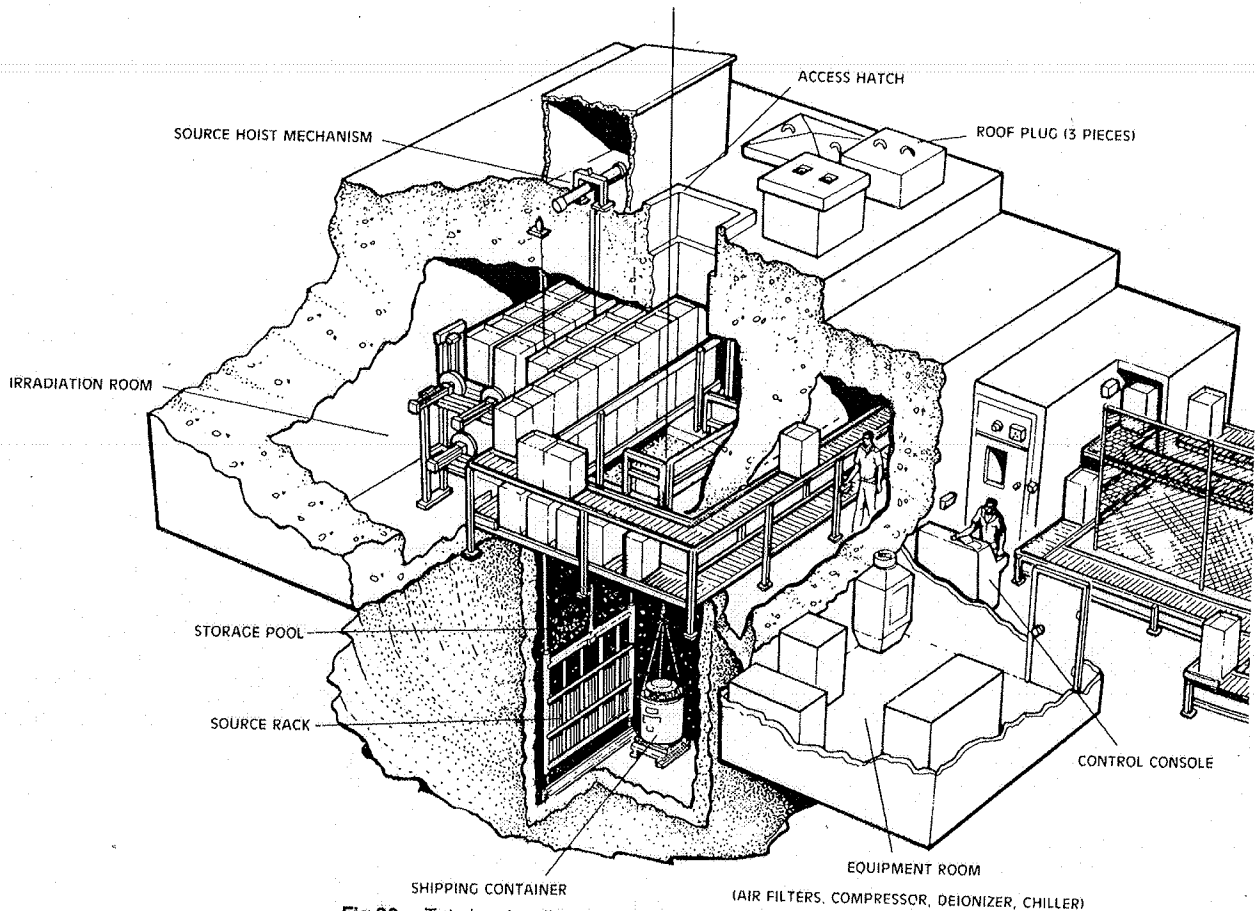 ACCESS HATCH
SOURCE HOIST MECHANISM
ROOF PLUG (3 PIECES)
IRRADIATION ROOM
STORAGE POOL
SOURCE RACK
CONTROL CONSOLE
EQUIPMENT ROOM
(AIR FILTERS, COMPRESSOR, DEIONIZER, CHILLER)
SHIPPING CONTAINER